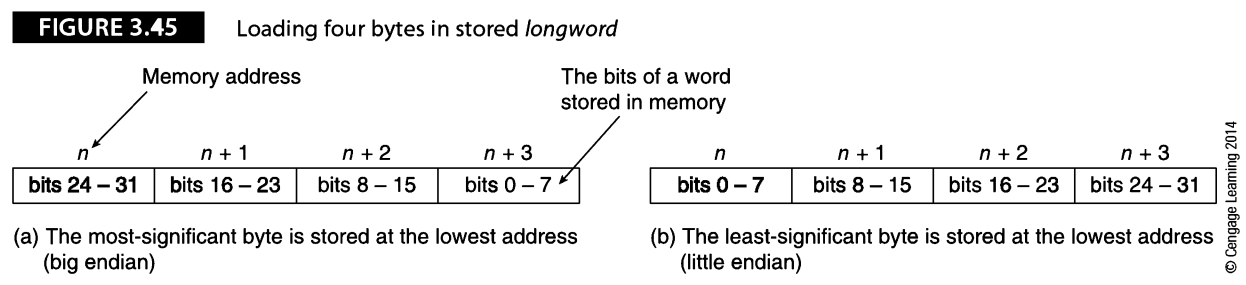 FIGURE 3.45 Loading four bytes in stored longword
Memory address
The bits of a word
stored in memory
n n + 1 n + 2 n + 3
bits 24 – 31 bits 16 – 23 bits 8 – 15 bits 0 – 7
(a) The most-significant byte is stored at the lowest address
(big endian)
n n + 1 n + 2 n + 3
bits 0 – 7 bits 8 – 15 bits 16 – 23 bits 24 – 31
(b) The least-significant byte is stored at the lowest address
(little endian)
© Cengage Learning 2014